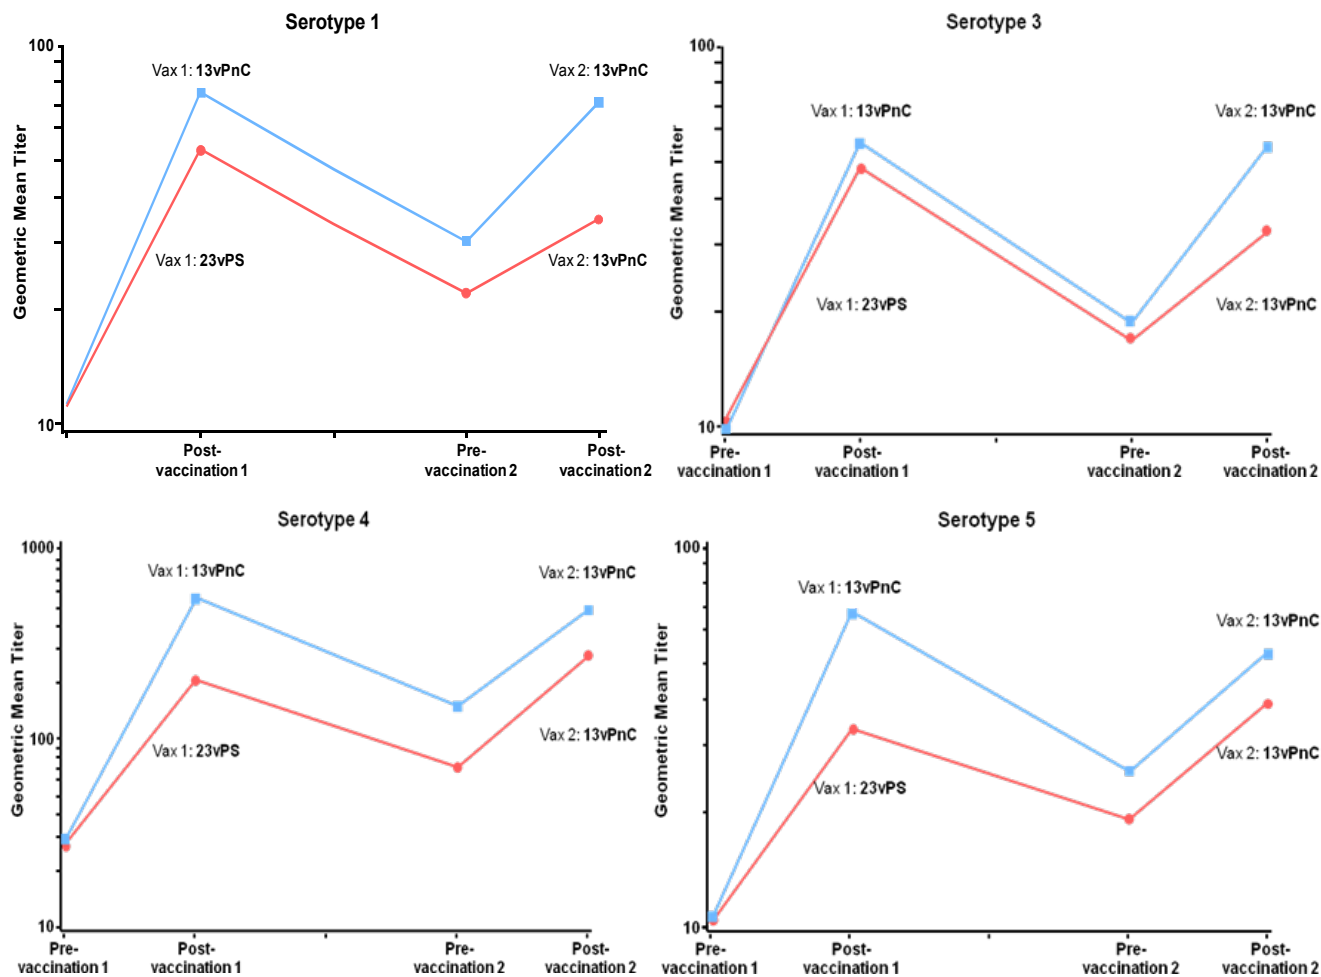 Serotype 1
100
Geometric Mean Titer
10
Vax 1: 13vPnC
Vax 2: 13vPnC
Vax 1: 23vPS
Vax 2: 13vPnC
Post-
vaccination 1
Pre-
vaccination 2
Post-
vaccination 2
Serotype 3
100
Geometric Mean Titer
10
Vax 1: 13vPnC
Vax 2: 13vPnC
Vax 1: 23vPS
Vax 2: 13vPnC
Pre-
vaccination 1
Post-
vaccination 1
Pre-
vaccination 2
Post-
vaccination 2
Serotype 4
1000
100
Geometric Mean Titer
10
Vax 1: 13vPnC
Vax 2: 13vPnC
Vax 1: 23vPS
Vax 2: 13vPnC
Pre-
vaccination 1
Post-
vaccination 1
Pre-
vaccination 2
Post-
vaccination 2
Serotype 5
100
Geometric Mean Titer
10
Vax 1: 13vPnC
Vax 2: 13vPnC
Vax 1: 23vPS
Vax 2: 13vPnC
Pre-
vaccination 1
Post-
vaccination 1
Pre-
vaccination 2
Post-
vaccination 2